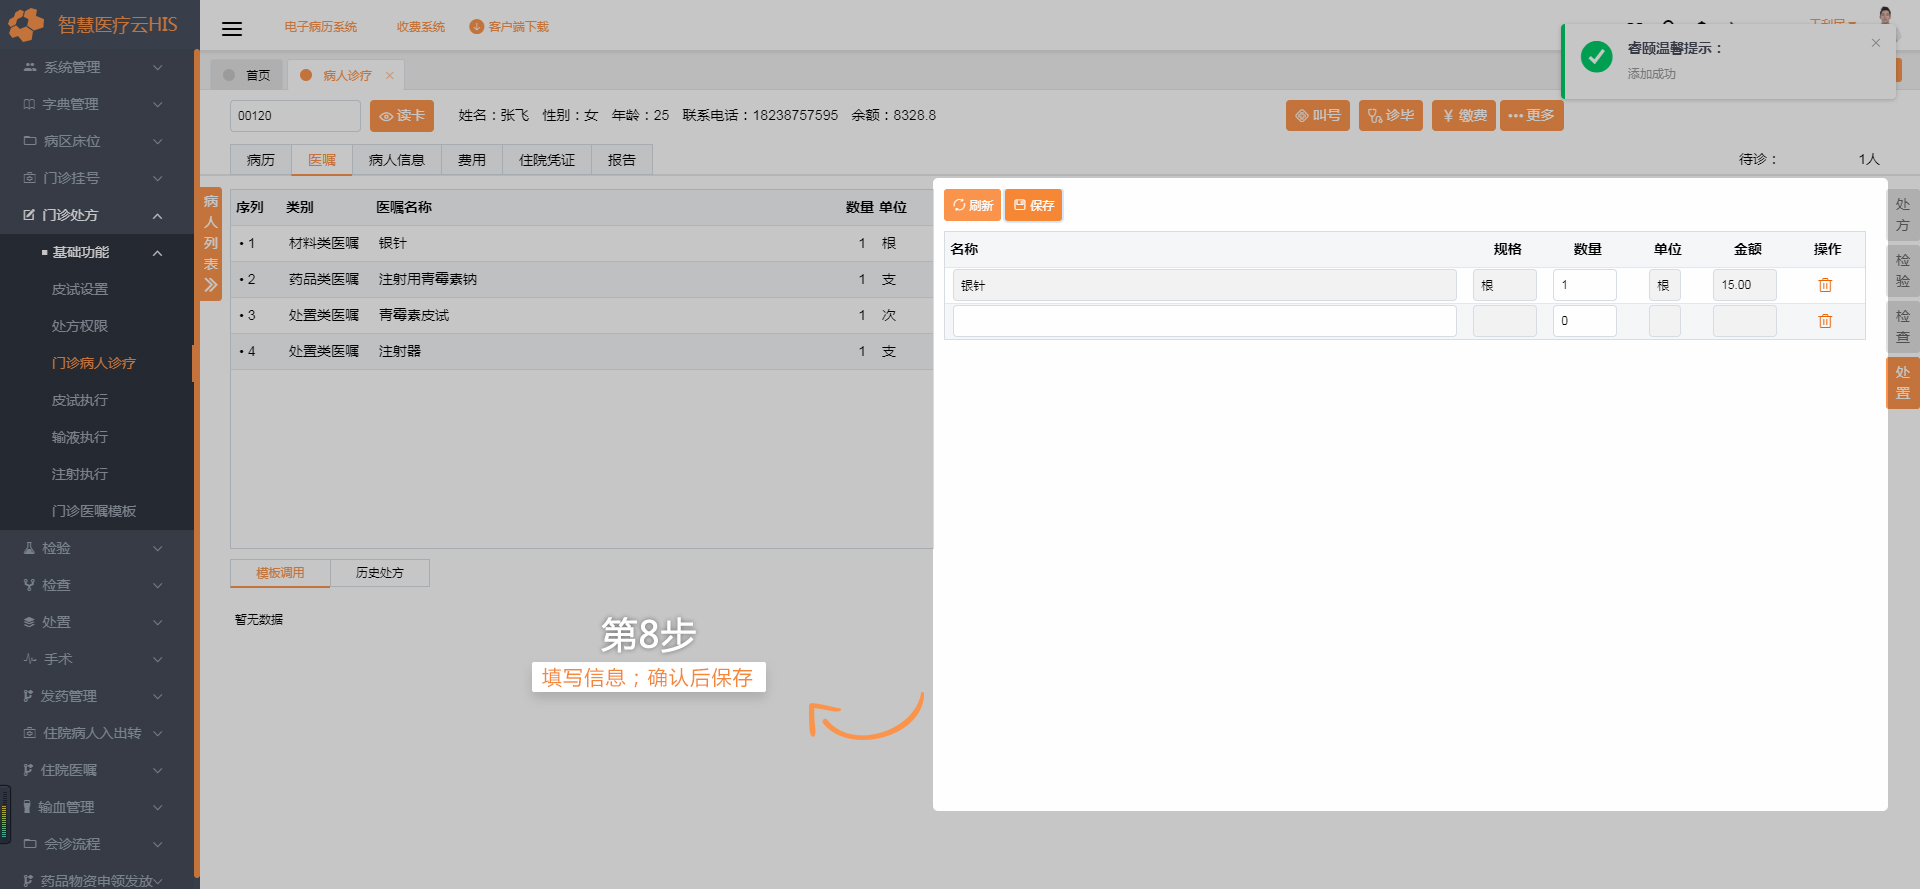 智慧医疗云HIS
电子病历系统
收费系统
客户端下载
睿颐温馨提示：
添加成功
首页
病人诊疗
系统管理
字典管理
病区床位
门诊挂号
门诊处方
基础功能
皮试设置
处方权限
门诊病人诊疗
皮试执行
输液执行
注射执行
门诊医嘱模板
检验
检查
处置
手术
发药管理
住院病人入出转
住院医嘱
输血管理
会诊流程
药品物资申领发放
00120
读卡
姓名：张飞 性别：女 年龄：25 联系电话：18238757595 余额：8328.8
叫号
诊毕
¥ 缴费
更多
病历
医嘱
病人信息
费用
住院凭证
报告
待诊：
1人
病人列表
序列 类别 医嘱名称 数量 单位
• 1 材料类医嘱 银针 1 根
• 2 药品类医嘱 注射用青霉素钠 1 支
• 3 处置类医嘱 青霉素皮试 1 次
• 4 处置类医嘱 注射器 1 支
模板调用
历史处方
暂无数据
第8步
填写信息；确认后保存
刷新
保存
名称 规格 数量 单位 金额 操作
银针 根 1 根 15.00
0
处方
检验
检查
处置